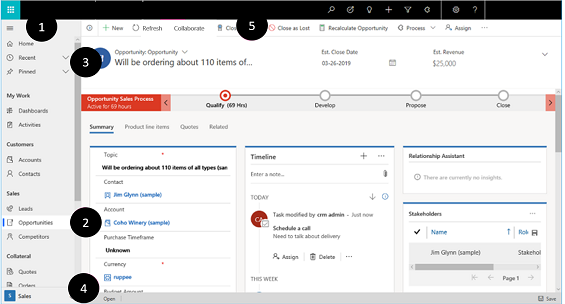 1
5
+ New
Refresh
Collaborate
Clos
Close as Lost
Recalculate Opportunity
Process
Assign
Home
Recent
3
Pinned
Opportunity: Opportunity
Will be ordering about 110 items of...
Est. Close Date
03-26-2019
Est. Revenue
$25,000
My Work
Dashboards
Activities
Opportunity Sales Process
Active for 69 hours
Qualify (69 Hrs)
Develop
Propose
Close
Customers
Accounts
Contacts
Summary
Product line items
Quotes
Related
Sales
Leads
Opportunities
2
Competitors
Collateral
Quotes
4
S
Sales
Topic *
Will be ordering about 110 items of all types (san
Contact
Jim Glynn (sample)
Account
Coho Winery (sample)
Purchase Timeframe
Unknown
Currency *
ruppee
Budget Amount
Timeline
Enter a note...
TODAY
CA
Task modified by crm admin - Just now
Schedule a call
Need to talk about delivery
Assign
Delete
THIS WEEK
Relationship Assistant
There are currently no insights.
Stakeholders
Name
Rol
Jim Glynn (sample)
Stakehol
Page 1
Open
Save